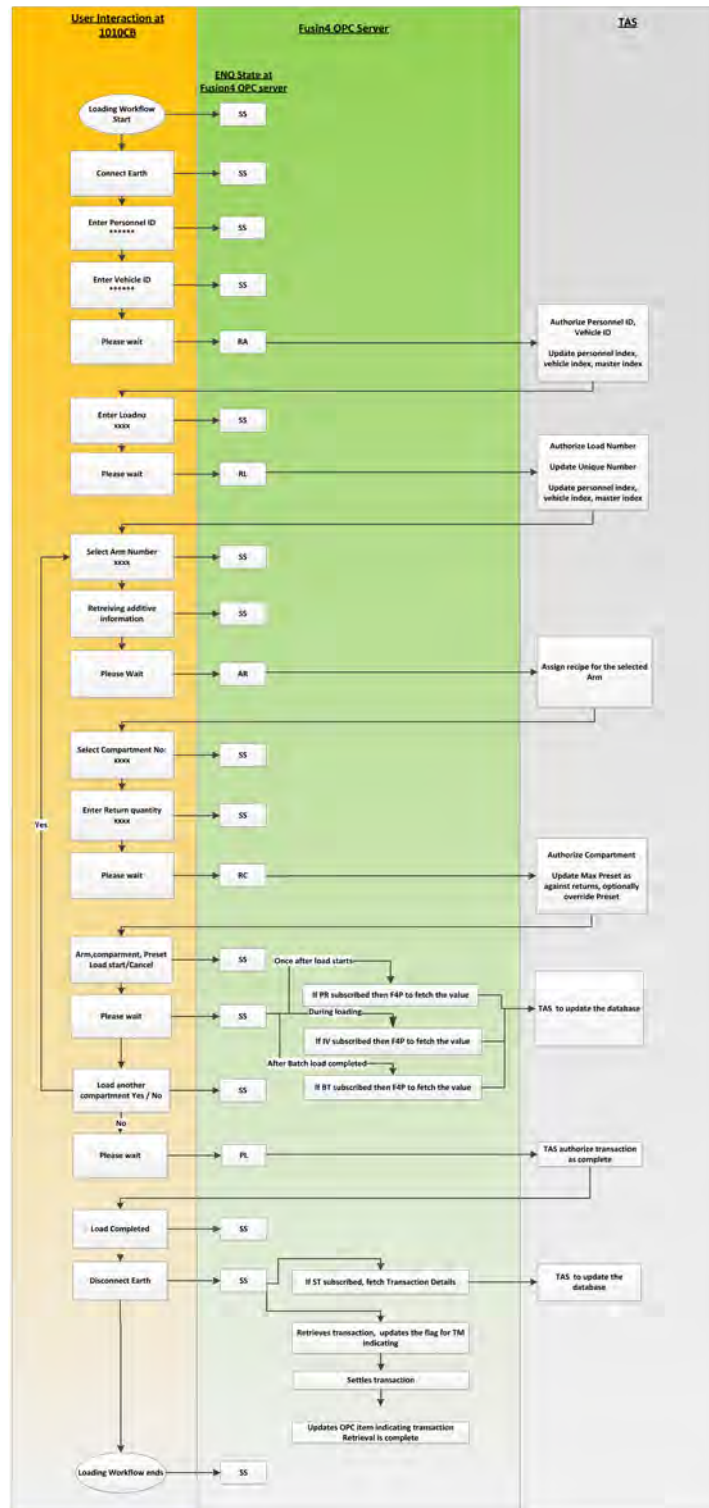 User Interaction at
1010CB
Fusin4 OPC Server
TAS
ENQ State at
Fusion4 OPC server
Loading Workflow
Start
SS
Connect Earth
SS
Enter Personnel ID
******
SS
Enter Vehicle ID
******
SS
Please wait
RA
Authorize Personnel ID,
Vehicle ID
Update personnel index,
vehicle index, master index
Enter Loadno
xxxx
SS
Please wait
RL
Authorize Load Number
Update Unique Number
Update personnel index,
vehicle index, master index
Select Arm Number
xxxx
SS
Retreiving additive
information
SS
Please Wait
AR
Assign recipe for the selected
Arm
Select Compartment No:
xxxx
SS
Enter Return quantity
xxxx
SS
Yes
Please wait
RC
Authorize Compartment
Update Max Preset as
against returns, optionally
override Preset
Arm,comparment, Preset
Load start/Cancel
SS
Once after load starts
If PR subscribed then F4P to fetch the value
TAS to update the database
Please wait
SS
During loading
If IV subscribed then F4P to fetch the value
After Batch load completed
If BT subscribed then F4P to fetch the value
Load another
compartment Yes / No
SS
No
Please wait
PL
TAS authorize transaction
as complete
Load Completed
SS
Disconnect Earth
SS
If ST subscribed, fetch Transaction Details
TAS to update the
database
Retrieves transaction, updates the flag for TM
indicating
Settles transaction
Updates OPC item indicating transaction
Retrieval is complete
Loading Workflow ends
SS